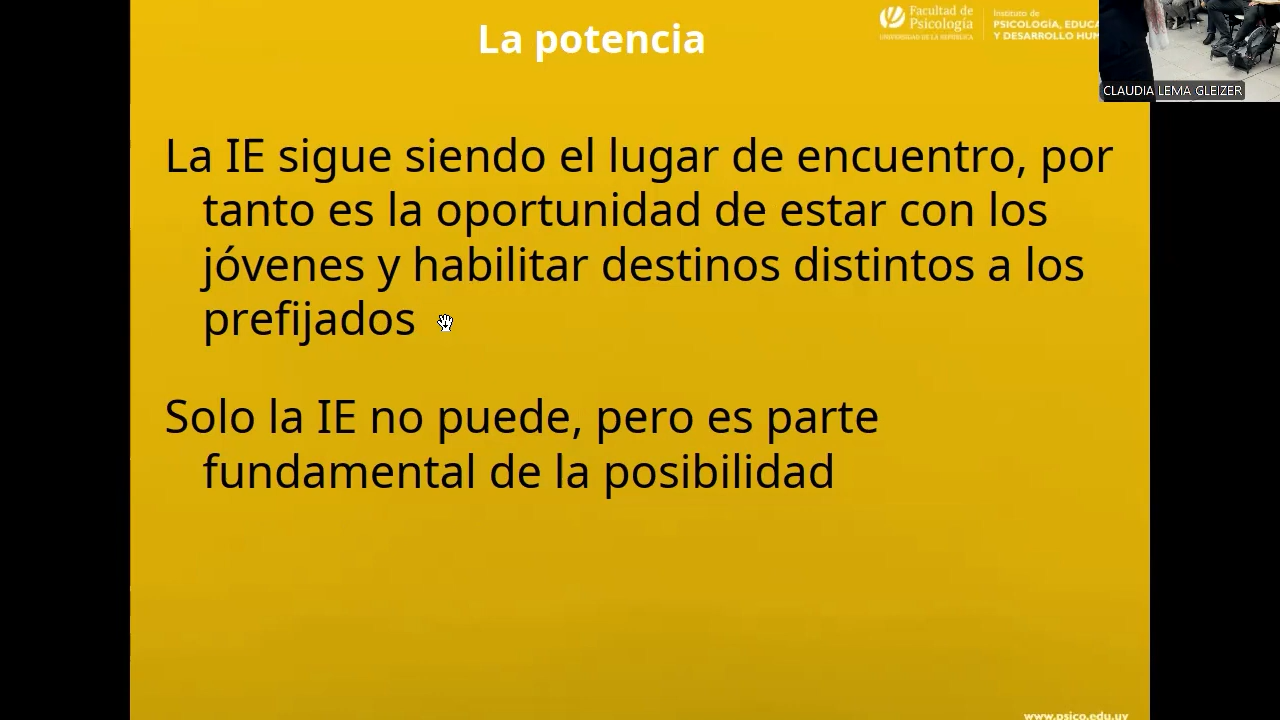 La potencia
Facultad de
Psicología
UNIVERSIDAD DE LA REPÚBLICA
Instituto de
PSICOLOGÍA, EDUCA
Y DESARROLLO HUM
CLAUDIA LEMA GLEIZER
La IE sigue siendo el lugar de encuentro, por
tanto es la oportunidad de estar con los
jóvenes y habilitar destinos distintos a los
prefijados
Solo la IE no puede, pero es parte
fundamental de la posibilidad
www.psico.edu.uy